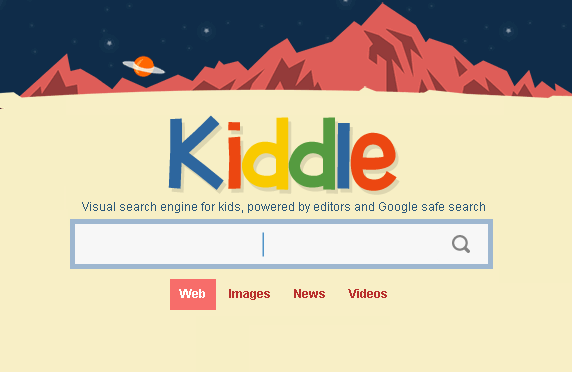 Kiddle
Visual search engine for kids, powered by editors and Google safe search
Web Images News Videos